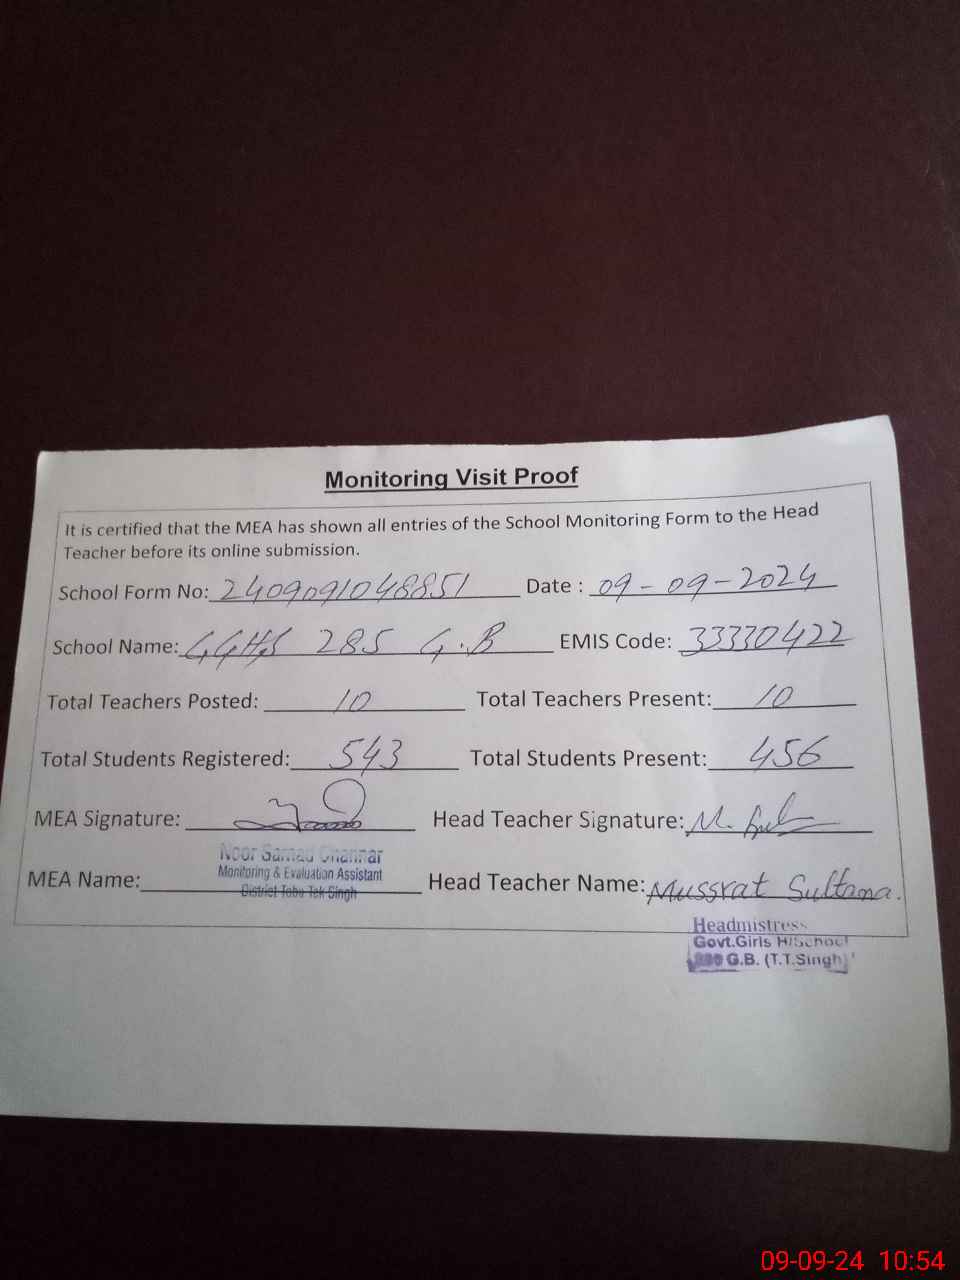 Monitoring Visit Proof
It is certified that the MEA has shown all entries of the School Monitoring Form to the Head
Teacher before its online submission.
School Form No: 2409091048851 Date : 09-09-2024
School Name: GGHS 285 G.B EMIS Code: 33330422
Total Teachers Posted: 10 Total Teachers Present: 10
Total Students Registered: 543 Total Students Present: 456
MEA Signature: Head Teacher Signature: M.
Noor Samad Channar
Monitoring & Evaluation Assistant
MEA Name: District Toba Tek Singh Head Teacher Name: Mussrat Sultana.
Headmistress
Govt.Girls H/School
G.B. (T.T.Singh)
09-09-24 10:54